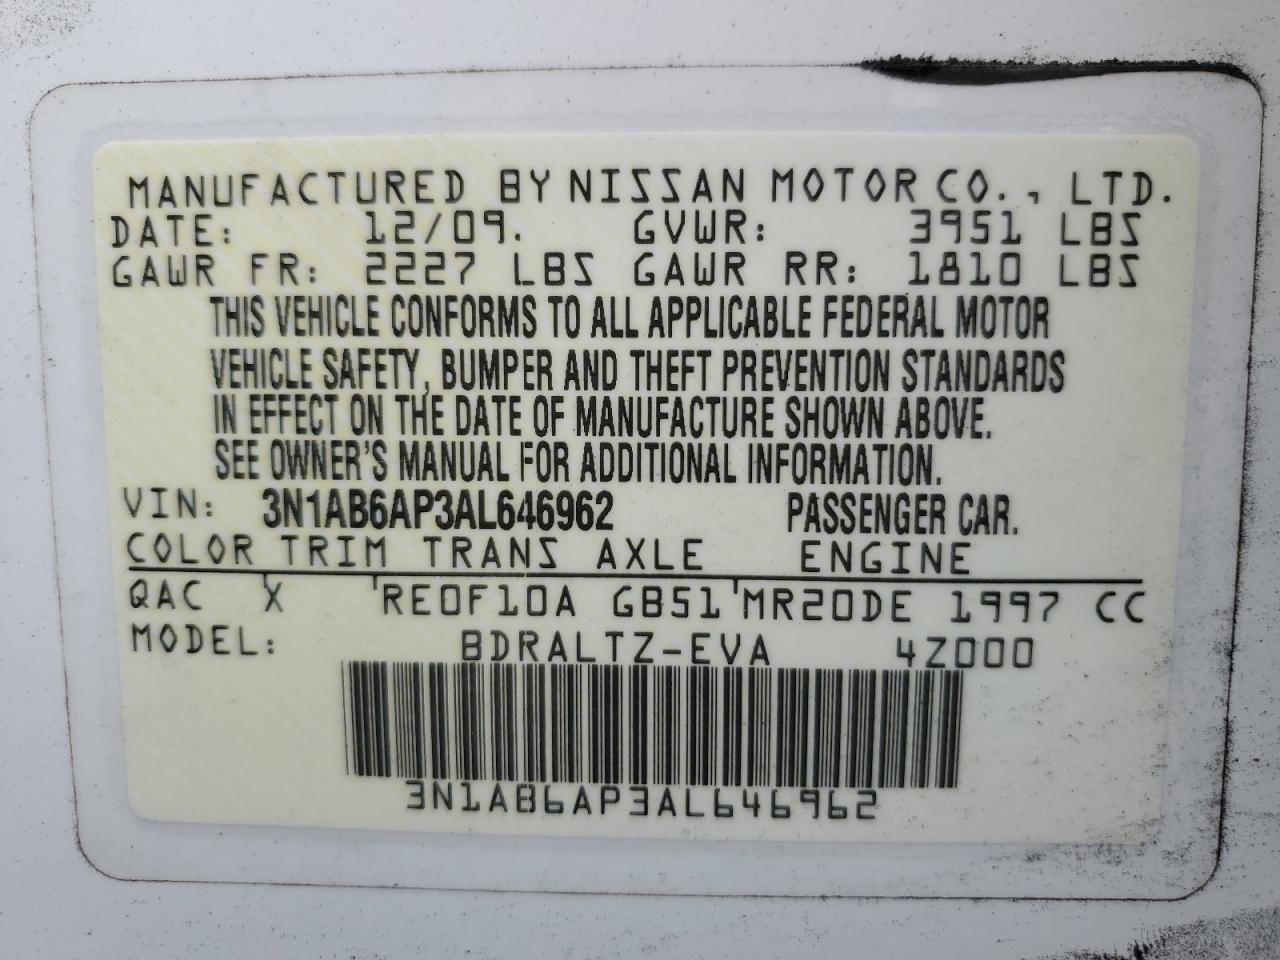 MANUFACTURED BY NISSAN MOTOR CO., LTD.
DATE: 12/09. GVWR: 3951 LBS
GAWR FR: 2227 LBS GAWR RR: 1810 LBS
THIS VEHICLE CONFORMS TO ALL APPLICABLE FEDERAL MOTOR
VEHICLE SAFETY, BUMPER AND THEFT PREVENTION STANDARDS
IN EFFECT ON THE DATE OF MANUFACTURE SHOWN ABOVE.
SEE OWNER'S MANUAL FOR ADDITIONAL INFORMATION.
VIN: 3N1AB6AP3AL646962 PASSENGER CAR.
COLOR TRIM TRANS AXLE ENGINE
QAC X RE0F10A GB51 MR20DE 1997 CC
MODEL: BDRALTZ-EVA 4Z000
3N1AB6AP3AL646962